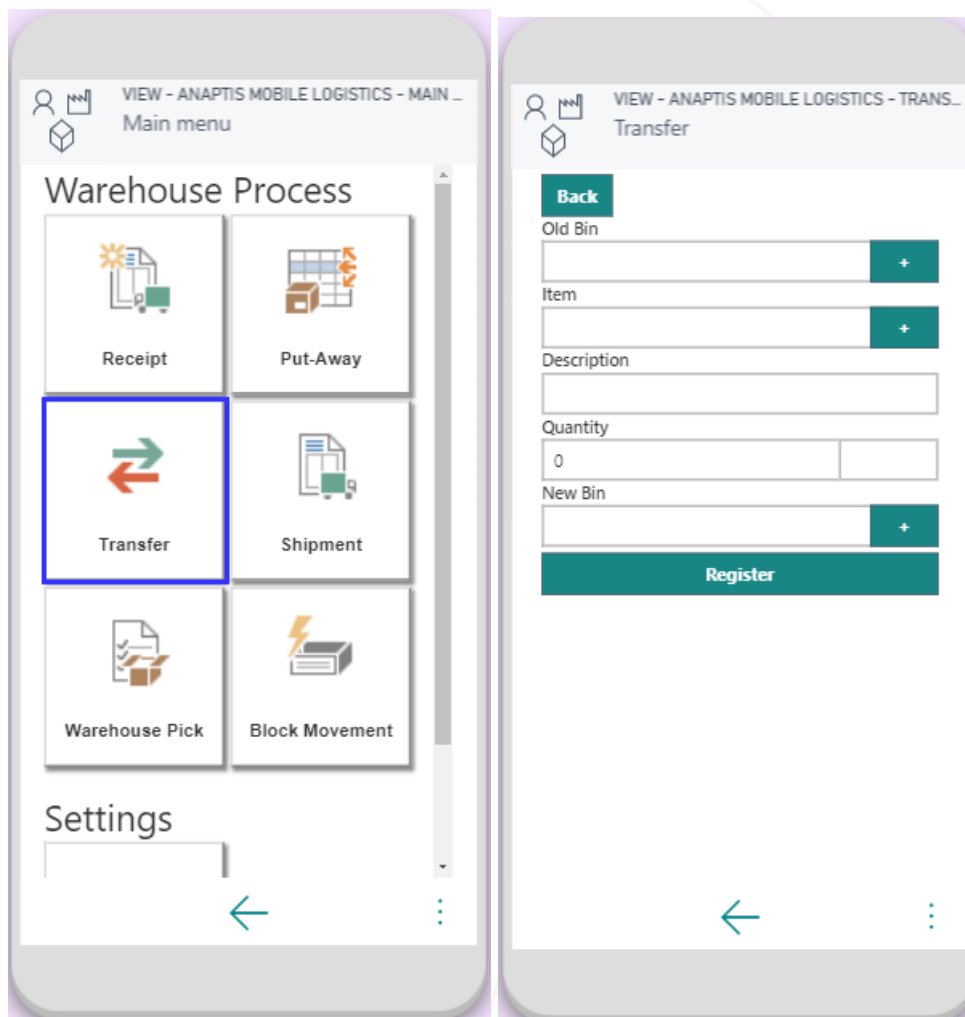 VIEW - ANAPTIS MOBILE LOGISTICS - MAIN ...
Main menu
Warehouse Process
Receipt
Put-Away
Transfer
Shipment
Warehouse Pick
Block Movement
Settings
VIEW - ANAPTIS MOBILE LOGISTICS - TRANS...
Transfer
Back
Old Bin
+
Item
+
Description
Quantity
0
New Bin
+
Register